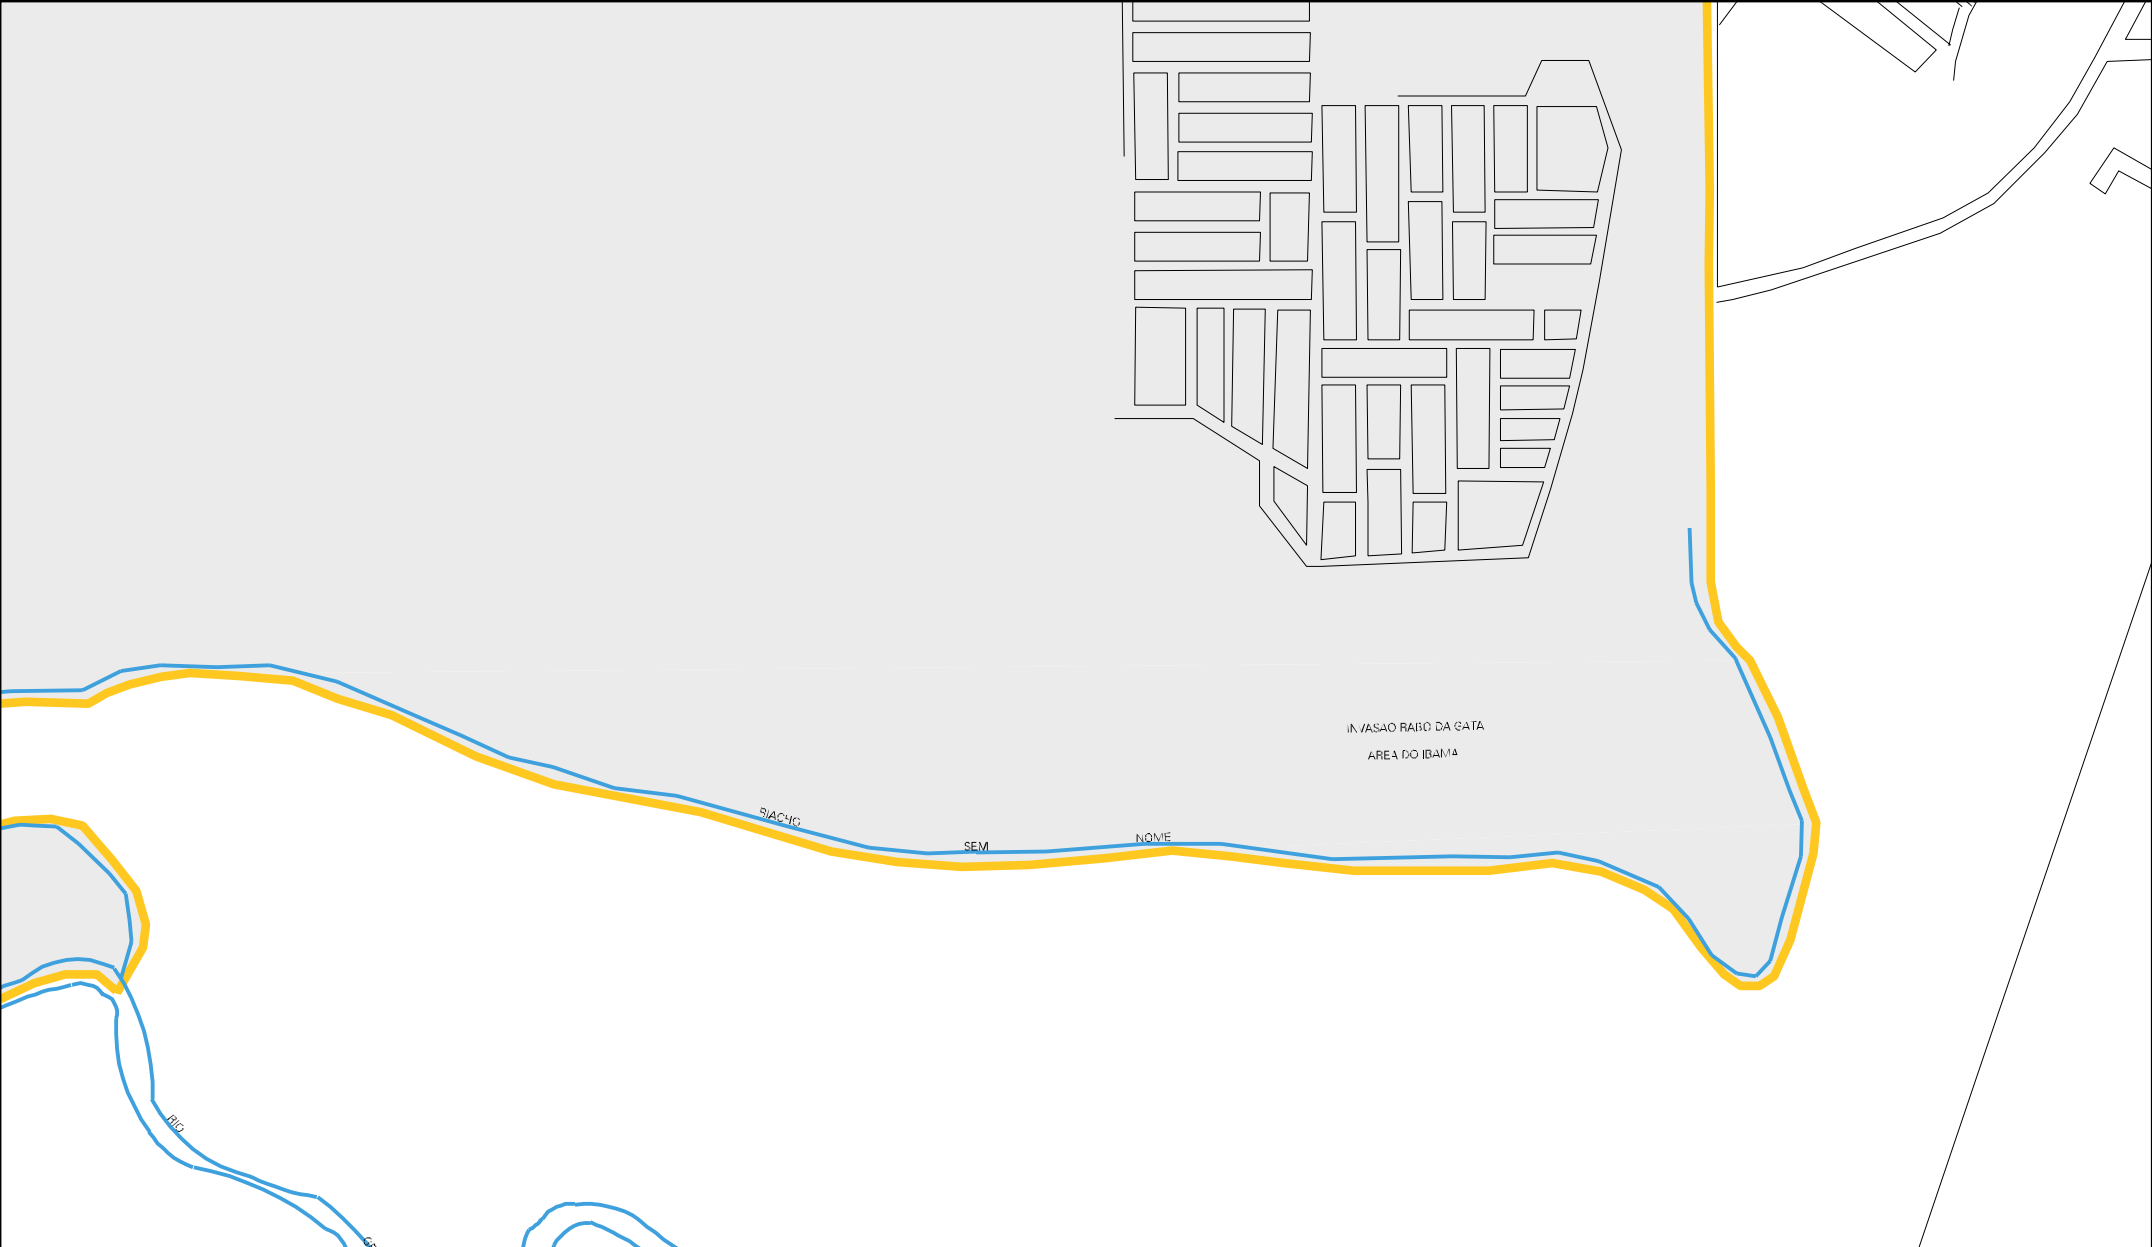 INVASAO RABO DA GATA
AREA DO IBAMA
RIACHO
SEM
NOME
RIO